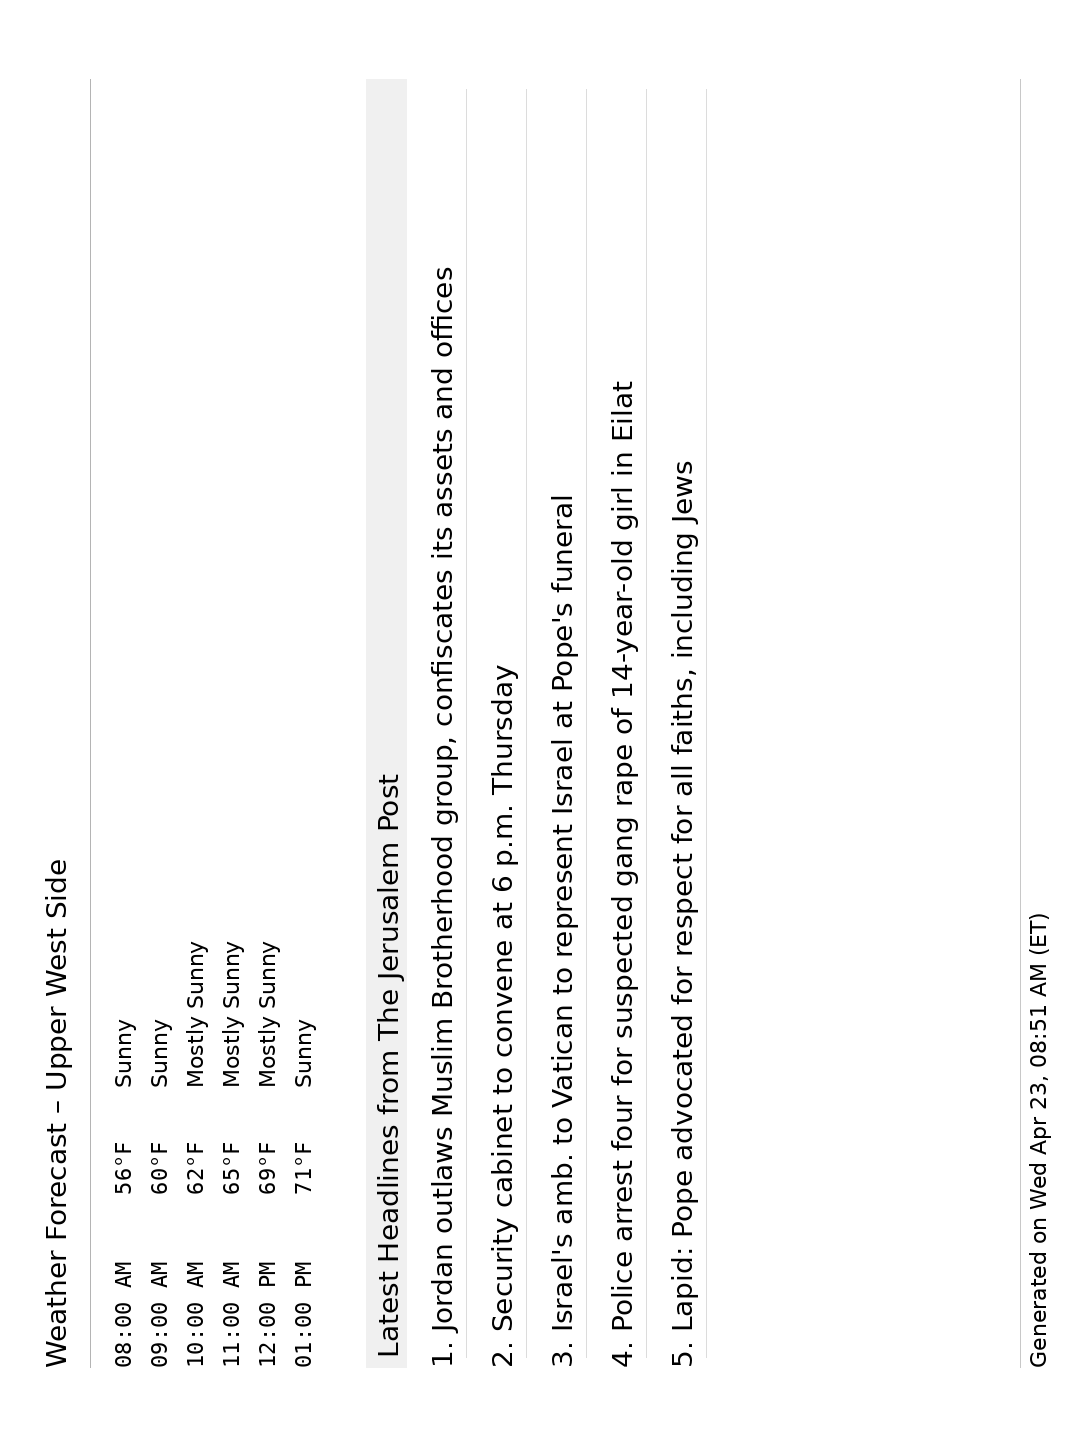 Weather Forecast – Upper West Side
08:00 AM 56°F Sunny
09:00 AM 60°F Sunny
10:00 AM 62°F Mostly Sunny
11:00 AM 65°F Mostly Sunny
12:00 PM 69°F Mostly Sunny
01:00 PM 71°F Sunny
Latest Headlines from The Jerusalem Post
1. Jordan outlaws Muslim Brotherhood group, confiscates its assets and offices
2. Security cabinet to convene at 6 p.m. Thursday
3. Israel's amb. to Vatican to represent Israel at Pope's funeral
4. Police arrest four for suspected gang rape of 14-year-old girl in Eilat
5. Lapid: Pope advocated for respect for all faiths, including Jews
Generated on Wed Apr 23, 08:51 AM (ET)